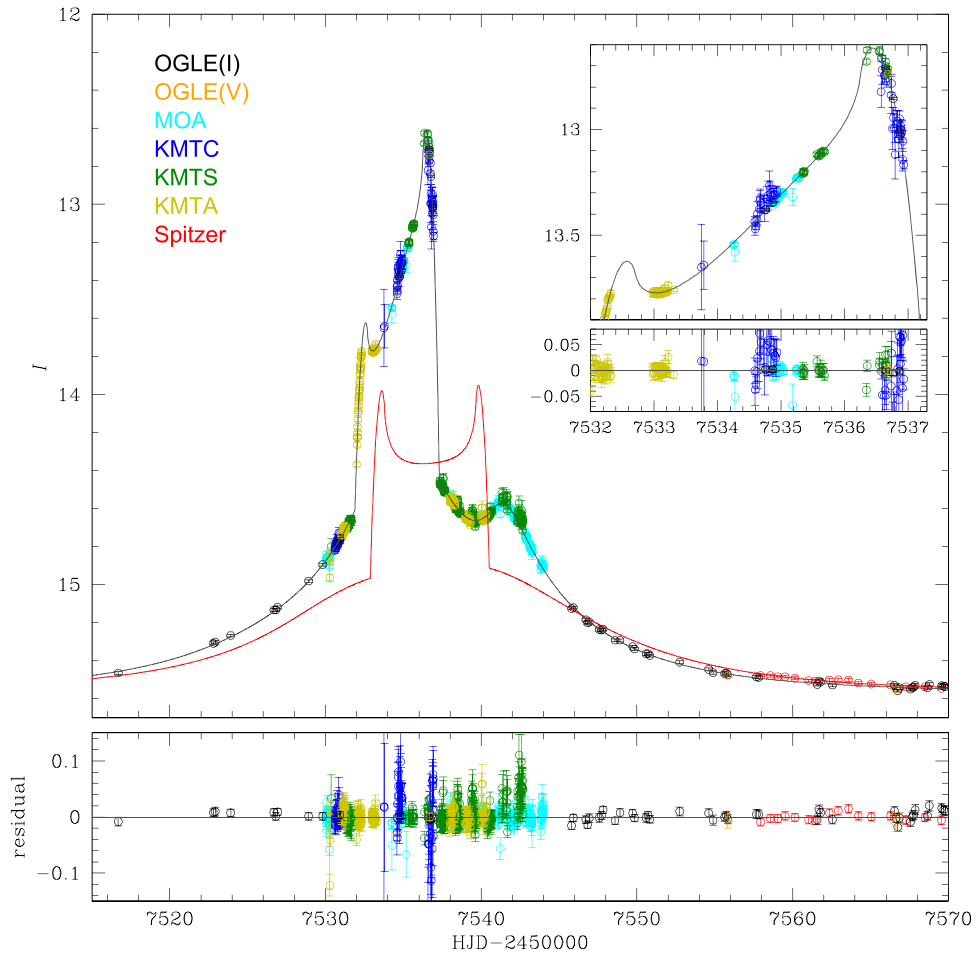 12
13
14
15
I
OGLE(I)
OGLE(V)
MOA
KMTC
KMTS
KMTA
Spitzer
13
13.5
0.05
0
−0.05
7532 7533 7534 7535 7536 7537
0.1
0
−0.1
residual
7520 7530 7540 7550 7560 7570
HJD−2450000